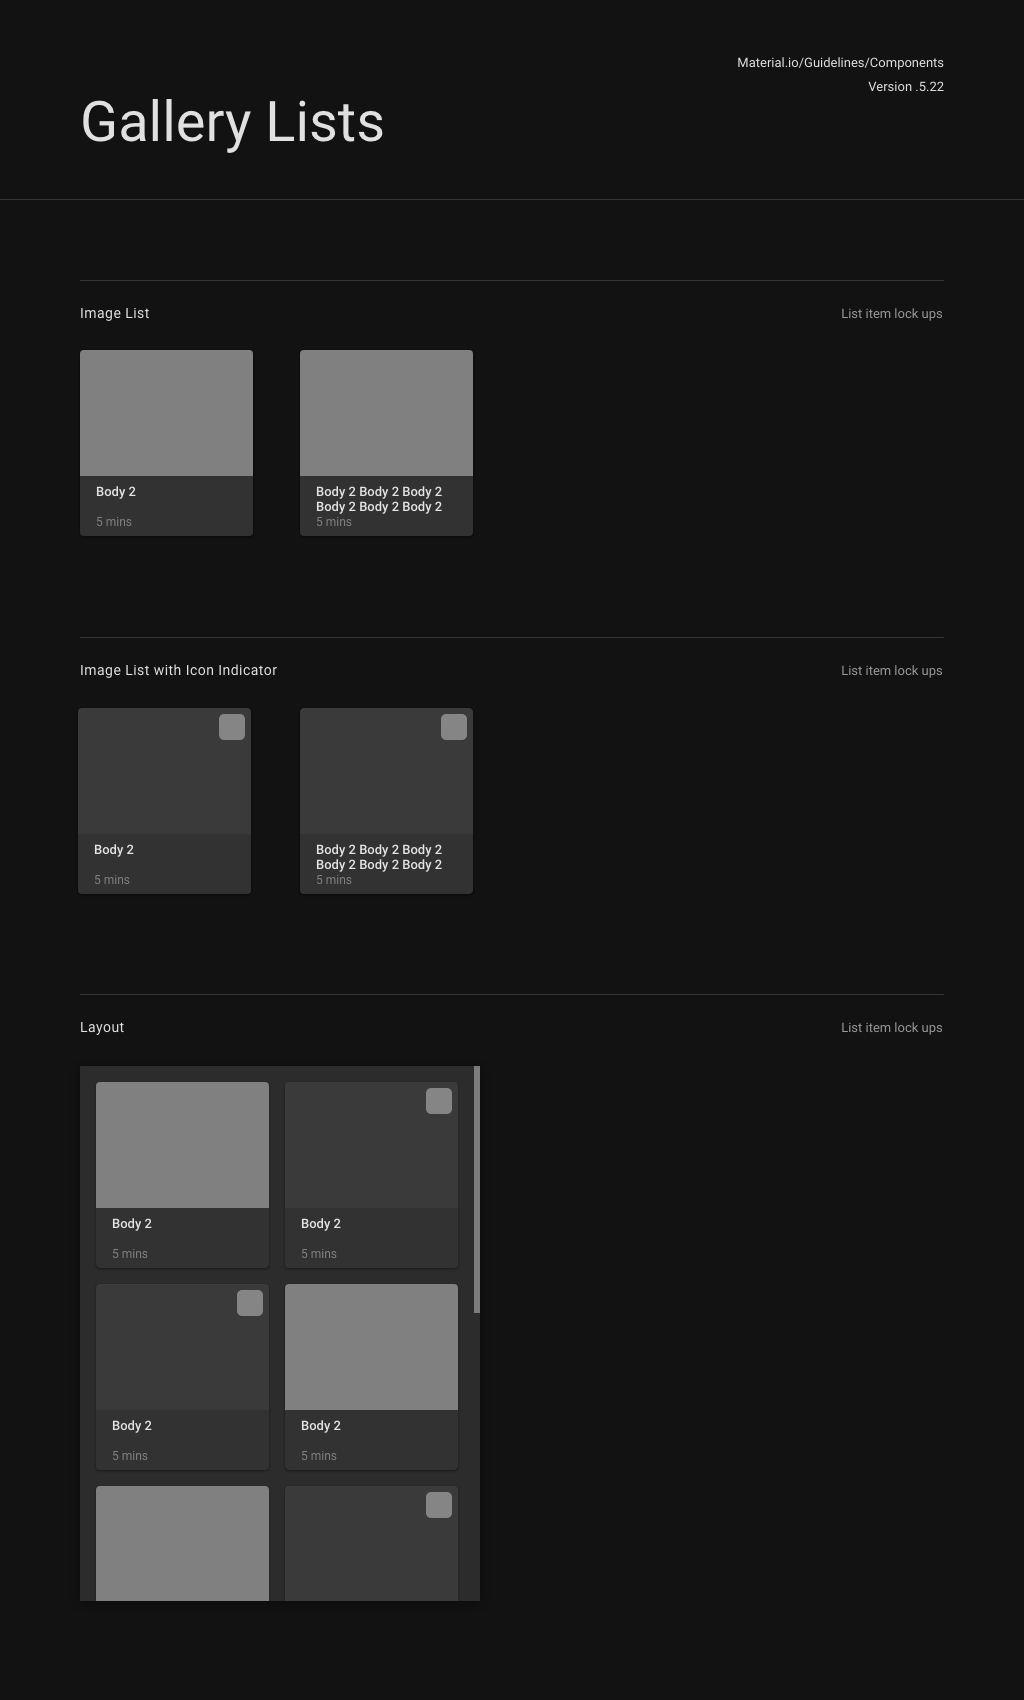 Material.io/Guidelines/Components
Version .5.22
Gallery Lists
Image List
List item lock ups
Body 2
5 mins
Body 2 Body 2 Body 2
Body 2 Body 2 Body 2
5 mins
Image List with Icon Indicator
List item lock ups
Body 2
5 mins
Body 2 Body 2 Body 2
Body 2 Body 2 Body 2
5 mins
Layout
List item lock ups
Body 2
5 mins
Body 2
5 mins
Body 2
5 mins
Body 2
5 mins